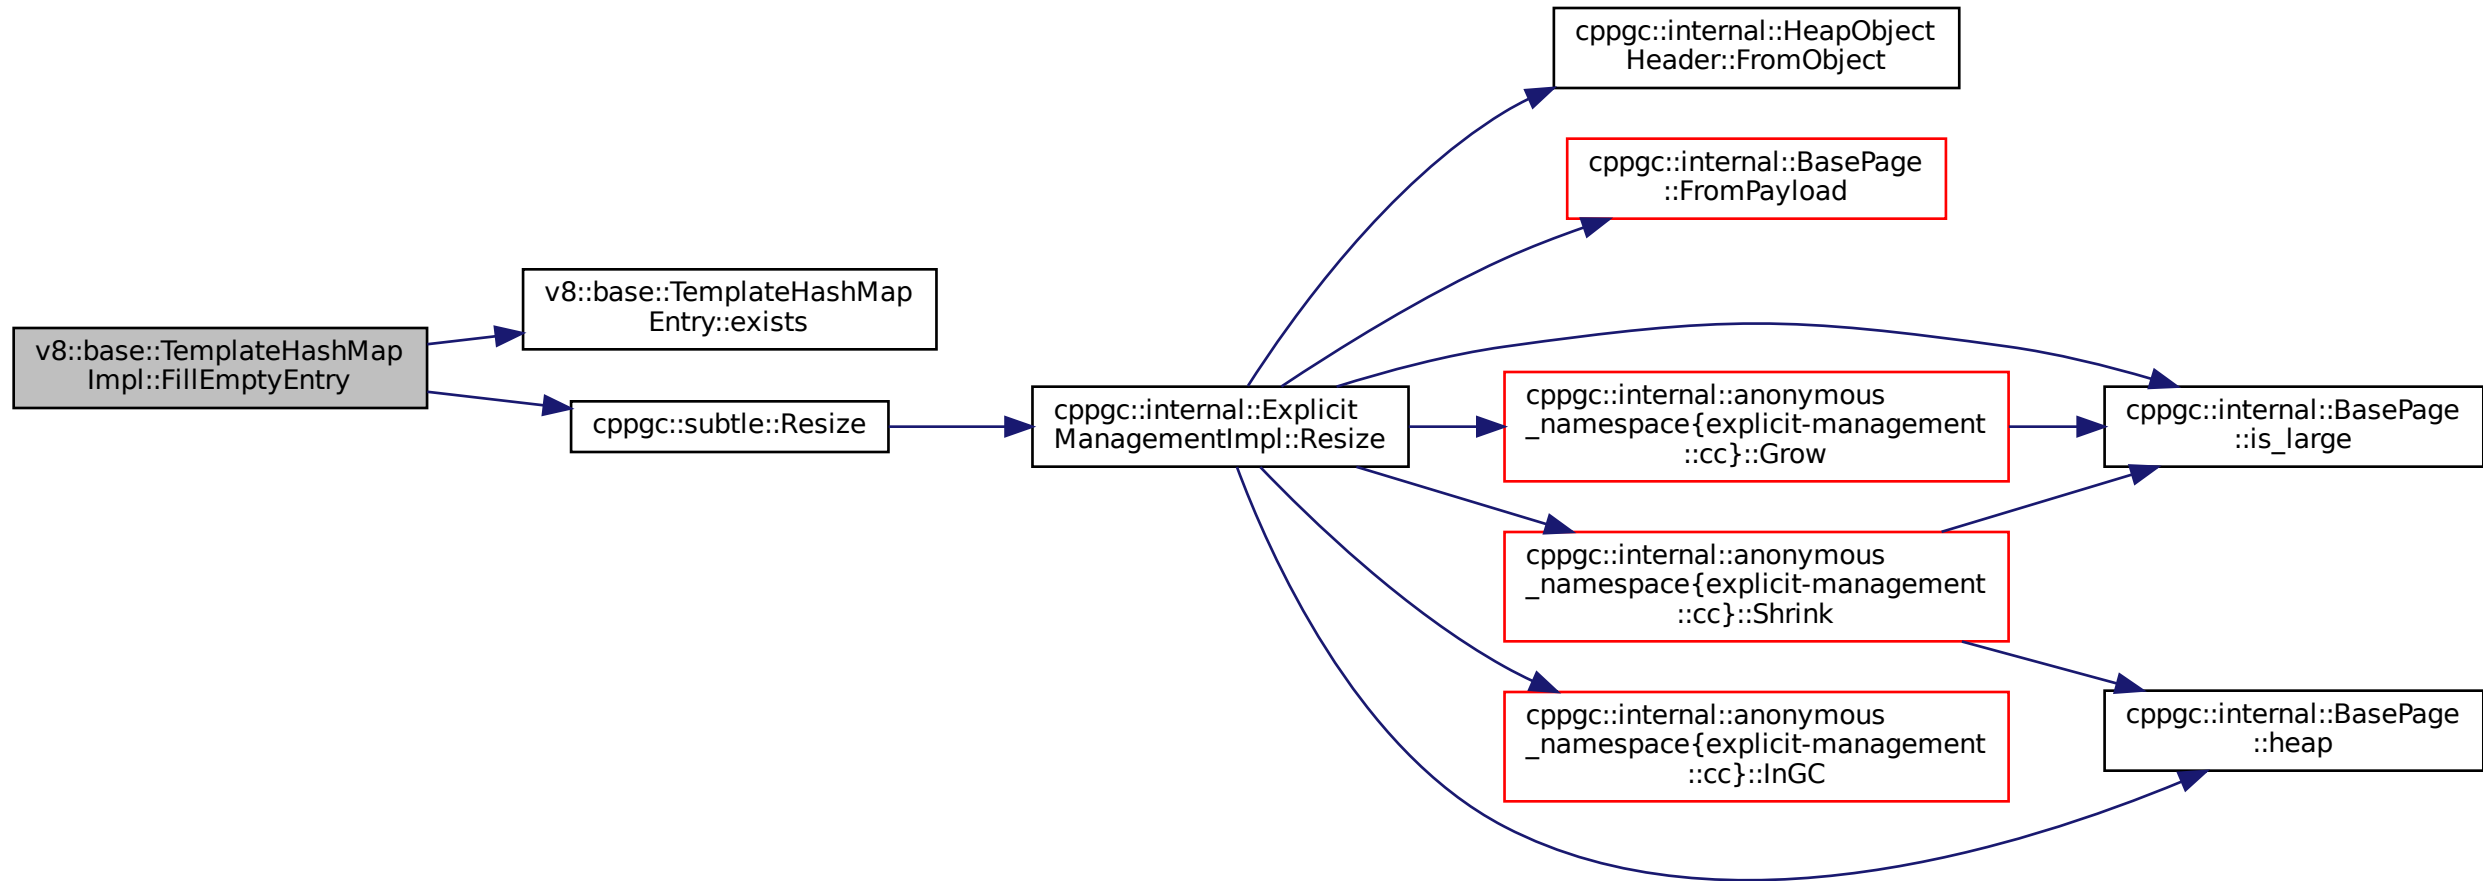 v8::base::TemplateHashMap
Impl::FillEmptyEntry
v8::base::TemplateHashMap
Entry::exists
cppgc::subtle::Resize
cppgc::internal::Explicit
ManagementImpl::Resize
cppgc::internal::HeapObject
Header::FromObject
cppgc::internal::BasePage
::FromPayload
cppgc::internal::anonymous
_namespace{explicit-management
::cc}::Grow
cppgc::internal::anonymous
_namespace{explicit-management
::cc}::Shrink
cppgc::internal::anonymous
_namespace{explicit-management
::cc}::InGC
cppgc::internal::BasePage
::is_large
cppgc::internal::BasePage
::heap